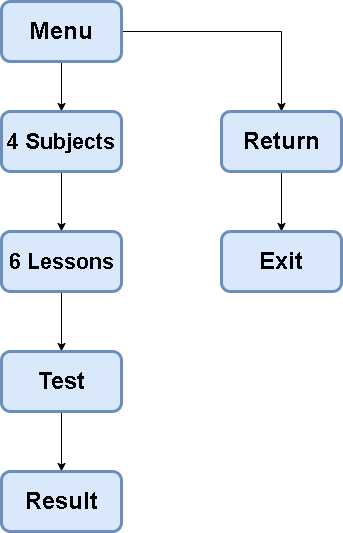 Menu
4 Subjects
Return
6 Lessons
Exit
Test
Result